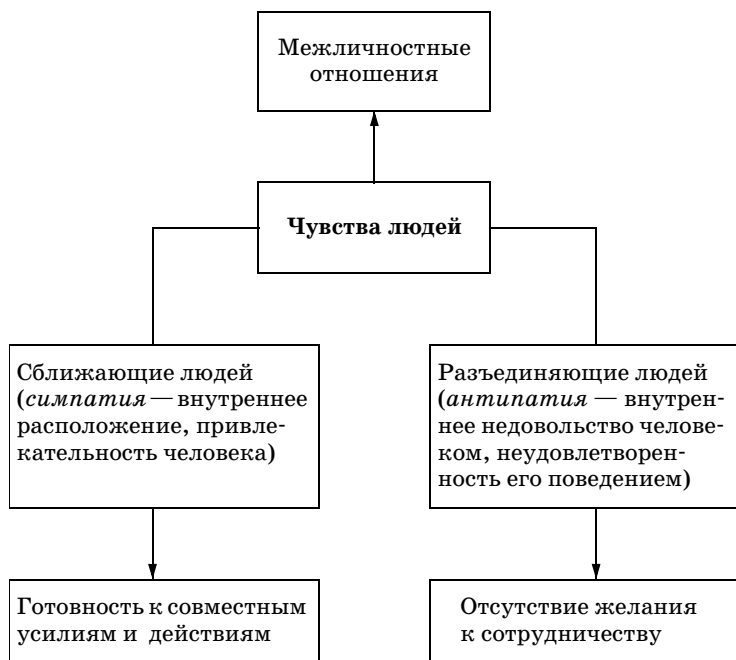 Межличностные
отношения
Чувства людей
Сближающие людей
(симпатия — внутреннее
расположение, привле-
кательность человека)
Разъединяющие людей
(антипатия — внутрен-
нее недовольство челове-
ком, неудовлетворен-
ность его поведением)
Готовность к совместным
усилиям и действиям
Отсутствие желания
к сотрудничеству